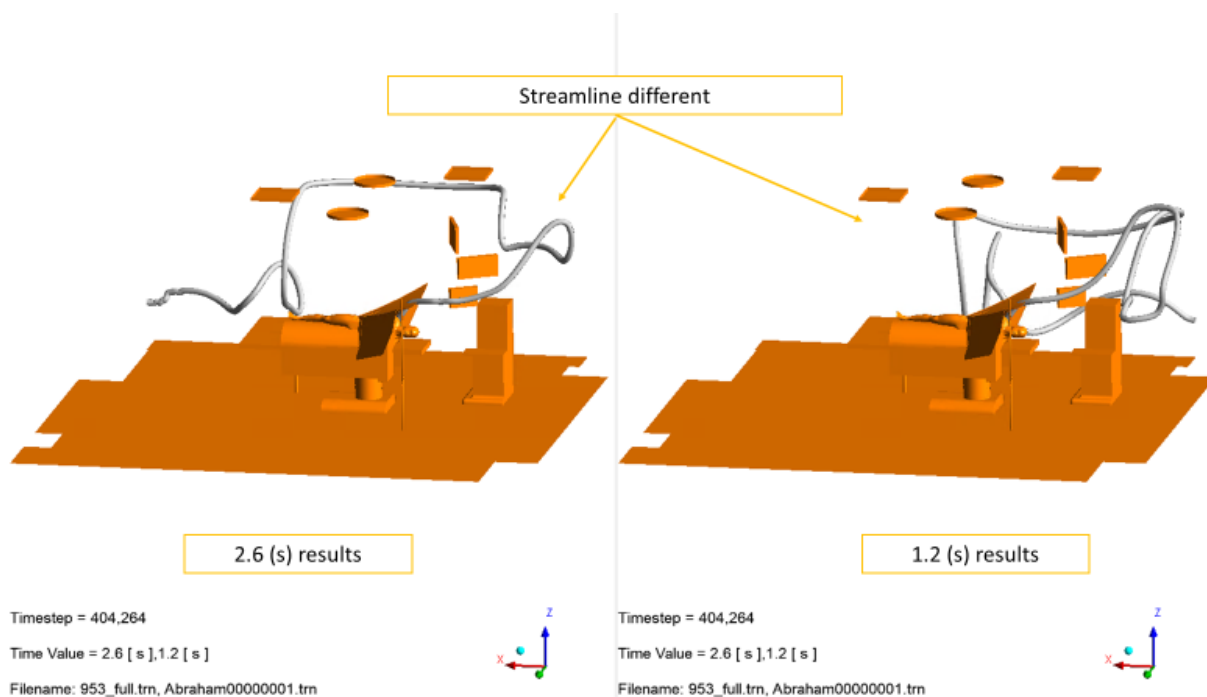 Streamline different
2.6 (s) results
1.2 (s) results
Timestep = 404,264
Time Value = 2.6 [ s ],1.2 [ s ]
Filename: 953_full.trn, Abraham00000001.trn
Z
X
Timestep = 404,264
Time Value = 2.6 [ s ],1.2 [ s ]
Filename: 953_full.trn, Abraham00000001.trn
Z
X